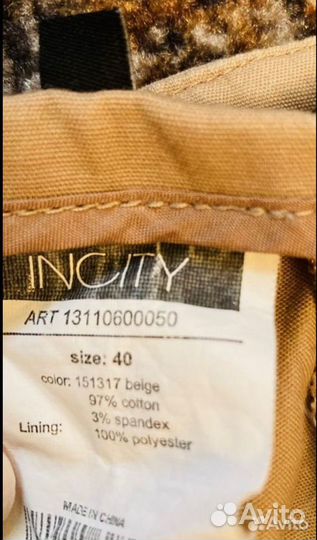 INCITY
ART 13110600050
size: 40
color: 151317 beige
97% cotton
3% spandex
Lining: 100% polyester
MADE IN CHINA
Avito
Avito